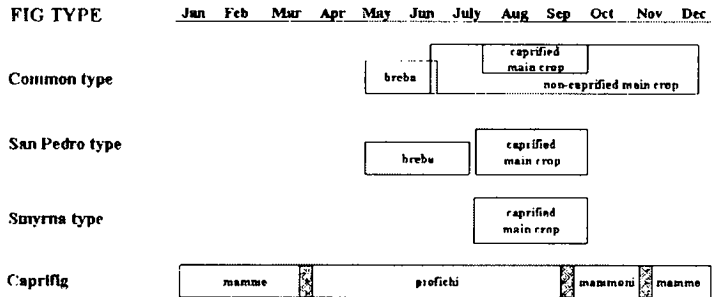 FIG TYPE Jan Feb Mar Apr May Jun July Aug Sep Oct Nov Dec
caprified
main crop
Common type breba non-caprified main crop
San Pedro type breba caprified
main crop
Smyrna type caprified
main crop
Caprifig mamme profichi mammoni mamme